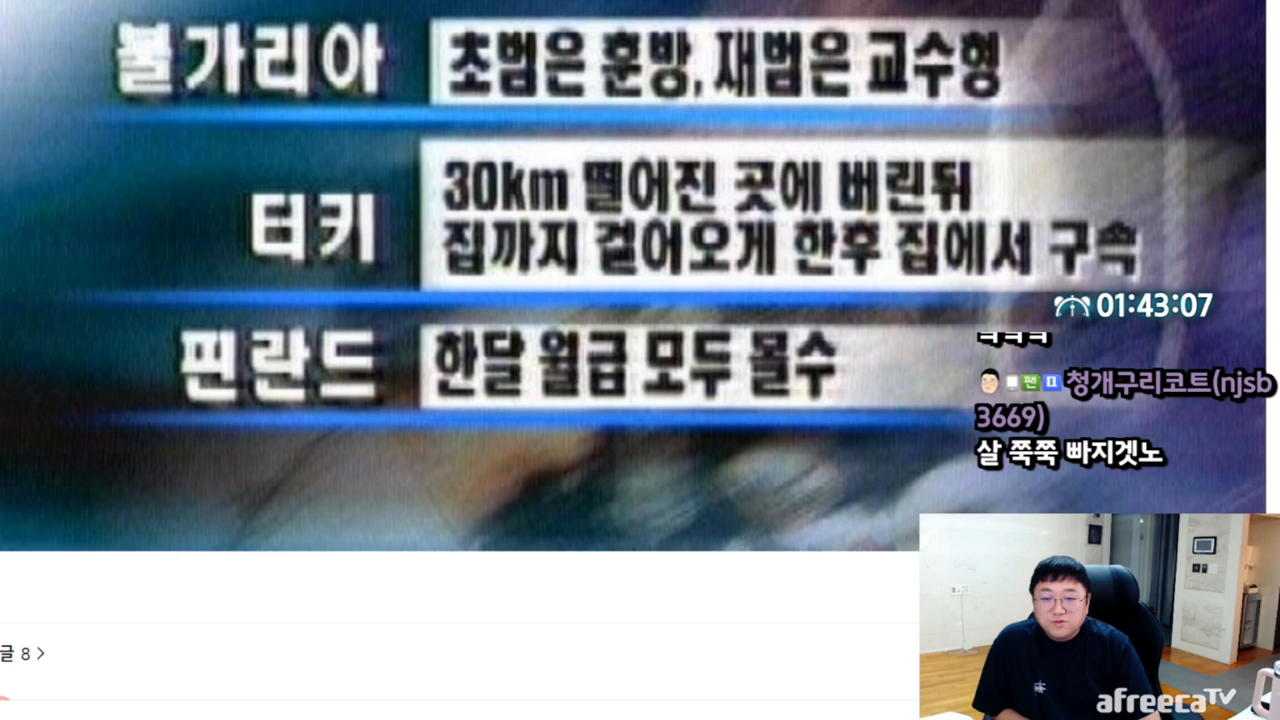 불가리아
초범은 훈방, 재범은 교수형
터키
30km 떨어진 곳에 버린뒤
집까지 걸어오게 한후 집에서 구속
핀란드
한달 월급 모두 몰수
01:43:07
ㅋㅋㅋ
팬 청개구리코트(njsb
3669)
살 쭉쭉 빠지겟노
글 8 >
afreecaTV